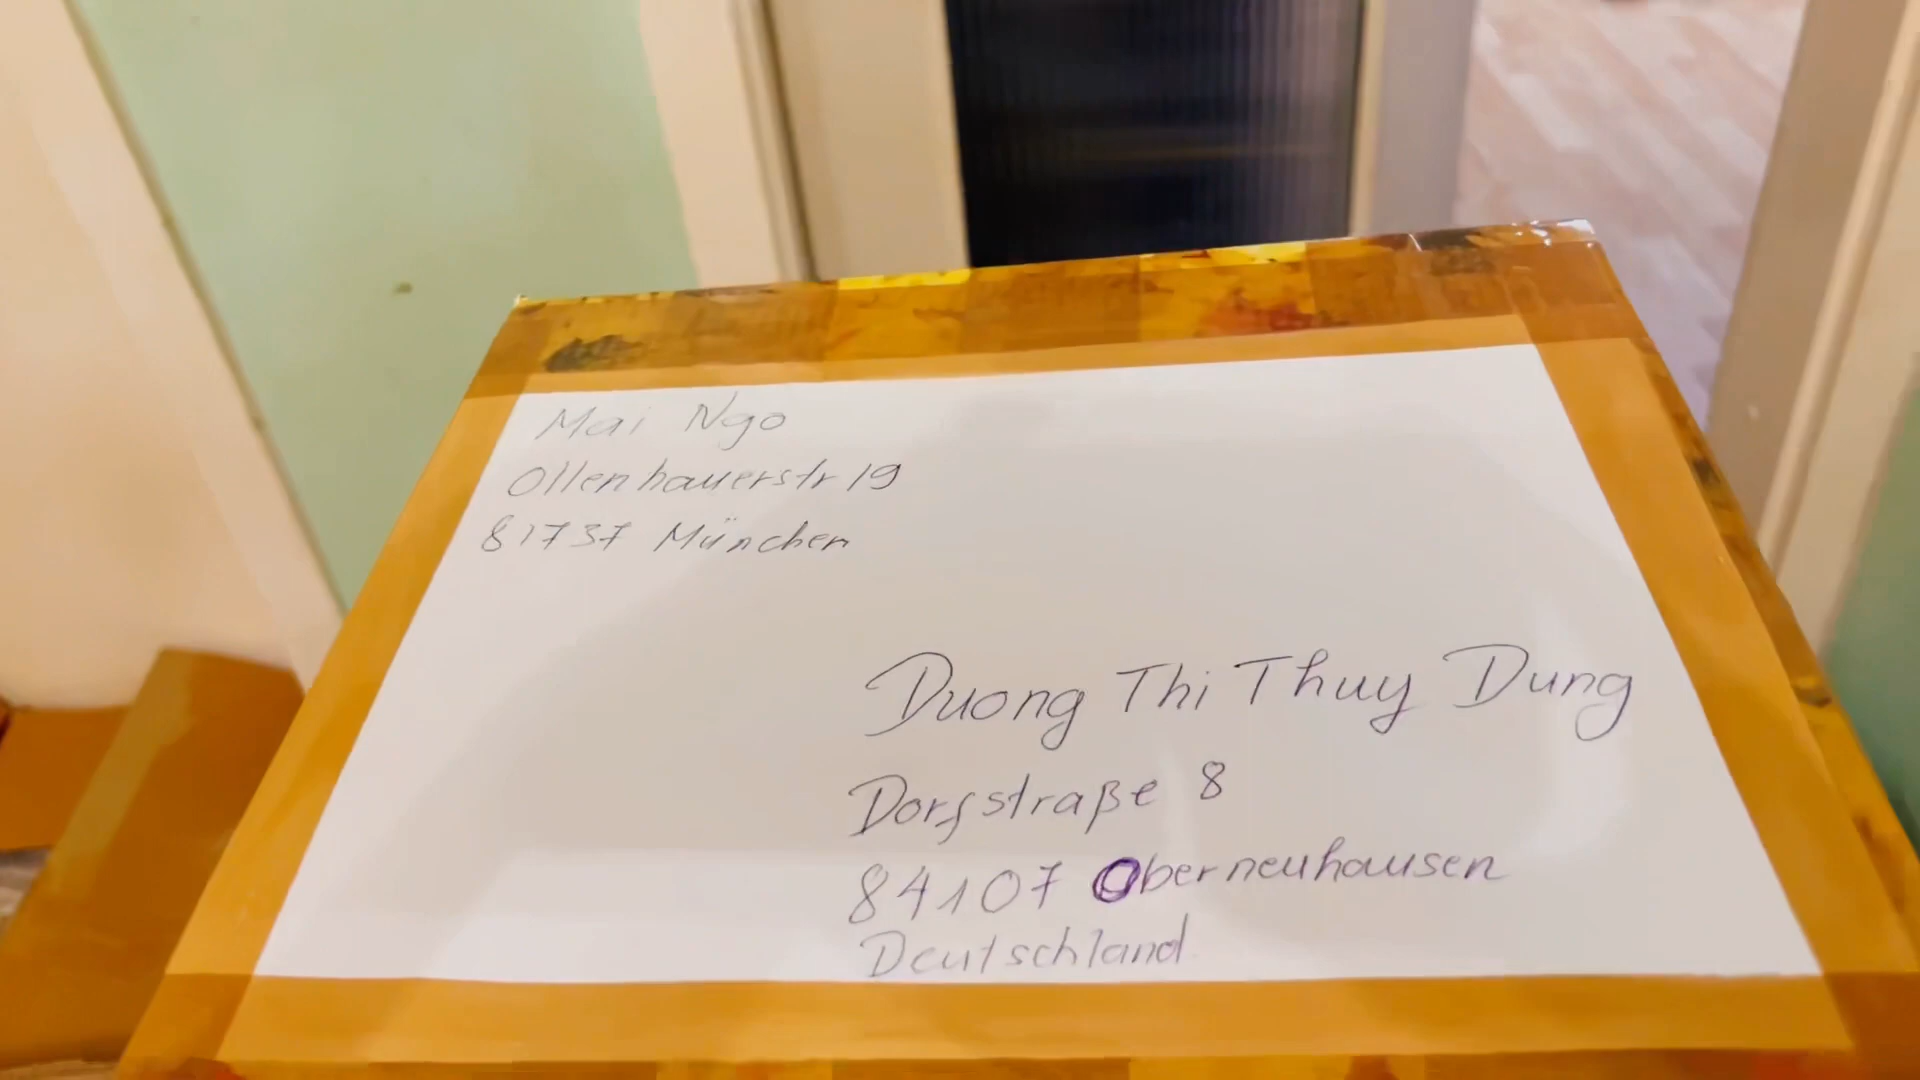 Mai Ngo
Ollenhauerstr 19
81737 München
Duong Thi Thuy Dung
Dorfstraße 8
84107 Oberneuhausen
Deutschland